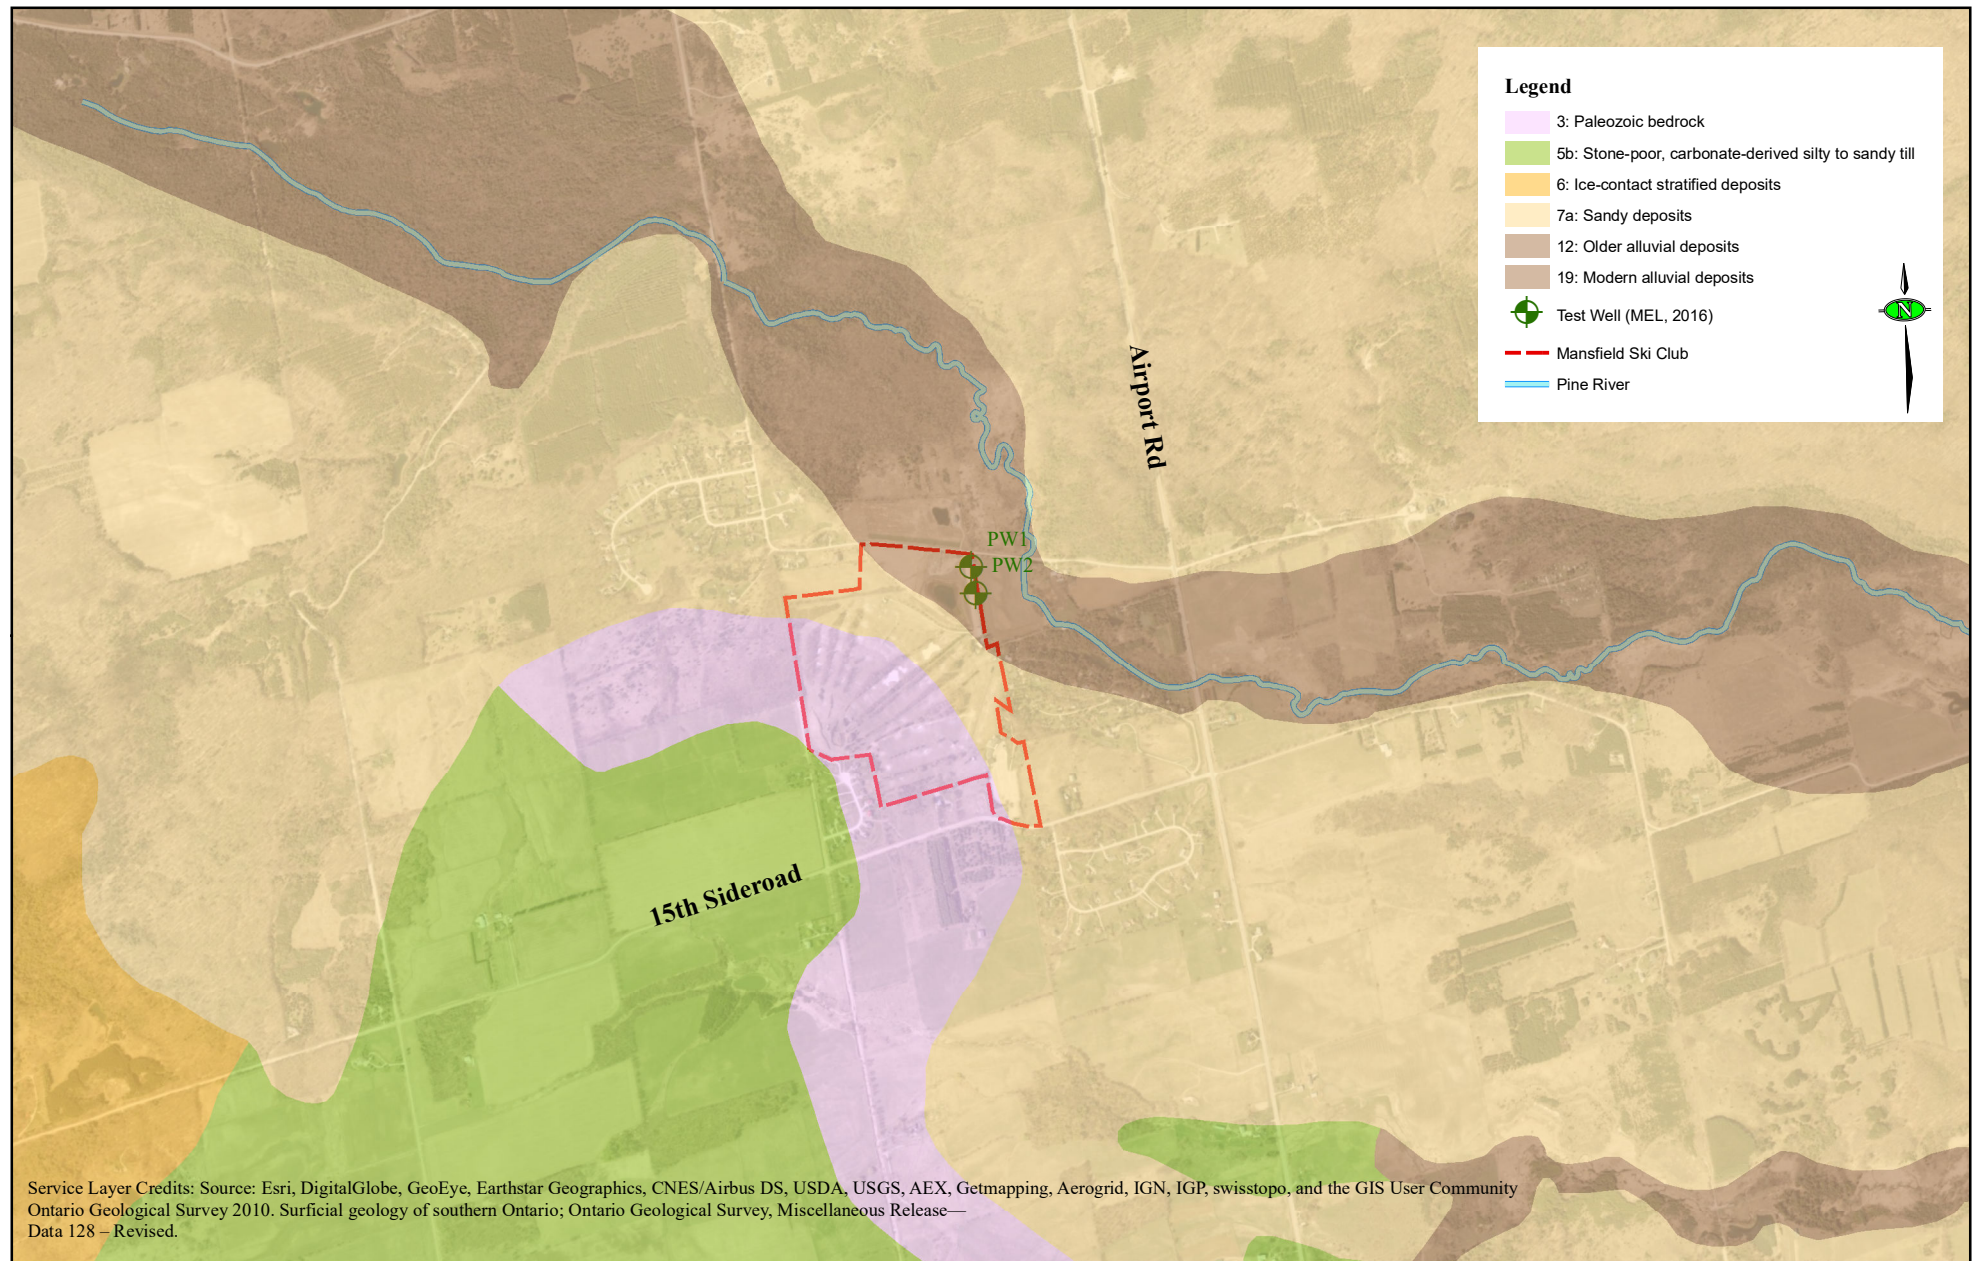 Legend
3: Paleozoic bedrock
5b: Stone-poor, carbonate-derived silty to sandy till
6: Ice-contact stratified deposits
7a: Sandy deposits
12: Older alluvial deposits
19: Modern alluvial deposits
Test Well (MEL, 2016)
Mansfield Ski Club
Pine River
N
Airport Rd
PW1
PW2
15th Sideroad
Service Layer Credits: Source: Esri, DigitalGlobe, GeoEye, Earthstar Geographics, CNES/Airbus DS, USDA, USGS, AEX, Getmapping, Aerogrid, IGN, IGP, swisstopo, and the GIS User Community
Ontario Geological Survey 2010. Surficial geology of southern Ontario; Ontario Geological Survey, Miscellaneous Release—
Data 128 – Revised.